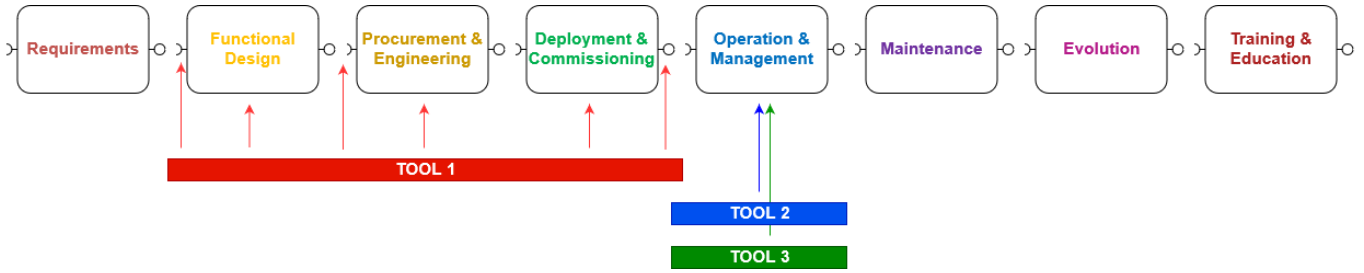 Requirements
Functional
Design
Procurement &
Engineering
Deployment &
Commissioning
Operation &
Management
Maintenance
Evolution
Training &
Education
TOOL 1
TOOL 2
TOOL 3